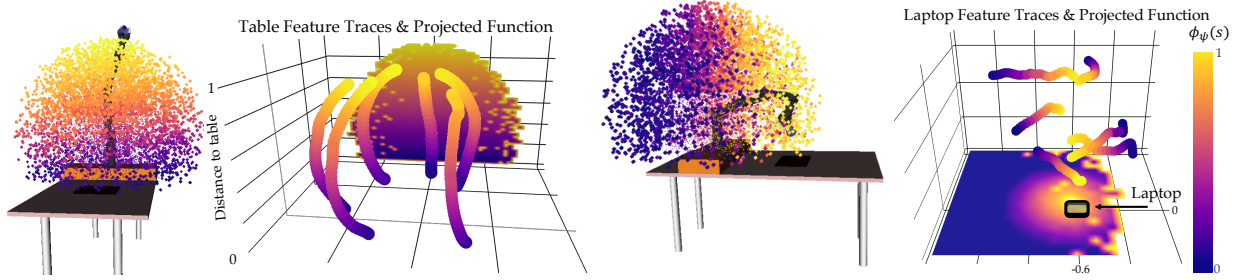 Table Feature Traces & Projected Function
1
Distance to table
0
Laptop Feature Traces & Projected Function
ϕ_ψ(s)
1
Laptop
0
-0.6
0